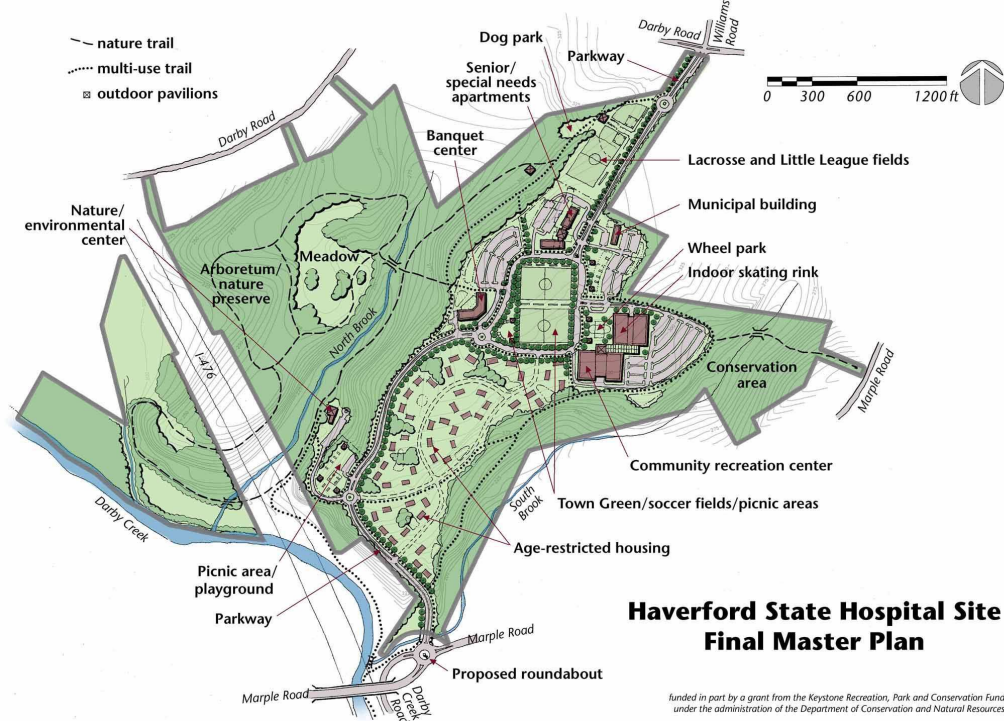 nature trail
multi-use trail
outdoor pavilions
Darby Road
Williams
Road
Dog park
Parkway
0 300 600 1200 ft
Senior/
special needs
apartments
Darby Road
Banquet
center
Lacrosse and Little League fields
Municipal building
Nature/
environmental
center
Wheel park
Indoor skating rink
Meadow
Arboretum/
nature
preserve
North Brook
I-476
Conservation
area
Marple Road
Community recreation center
Darby Creek
South
Brook
Town Green/soccer fields/picnic areas
Age-restricted housing
Picnic area/
playground
Parkway
Haverford State Hospital Site
Final Master Plan
Marple Road
Proposed roundabout
Marple Road
Darby
Creek
Road
funded in part by a grant from the Keystone Recreation, Park and Conservation Fund
under the administration of the Department of Conservation and Natural Resources